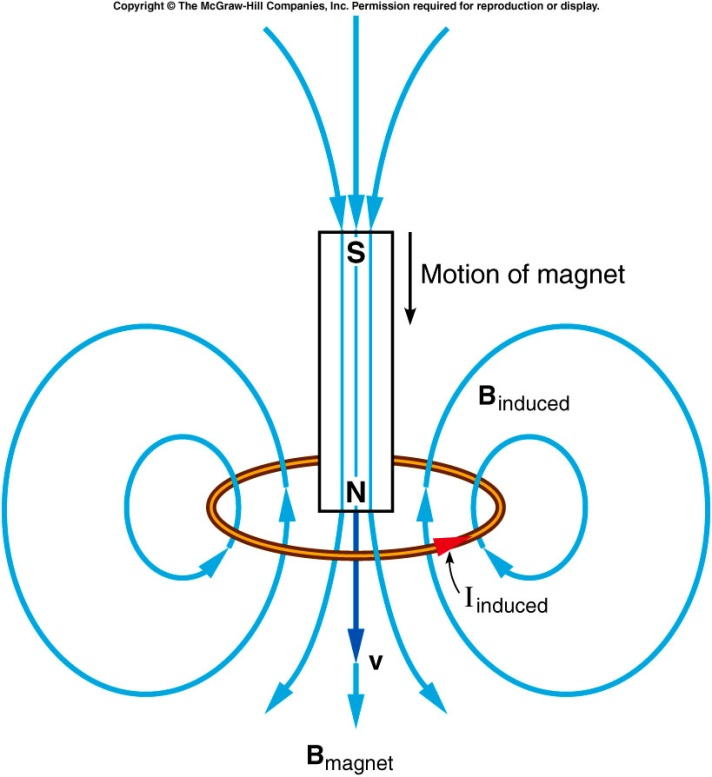 Copyright © The McGraw-Hill Companies, Inc. Permission required for reproduction or display.
S
Motion of magnet
B induced
N
I induced
v
B magnet